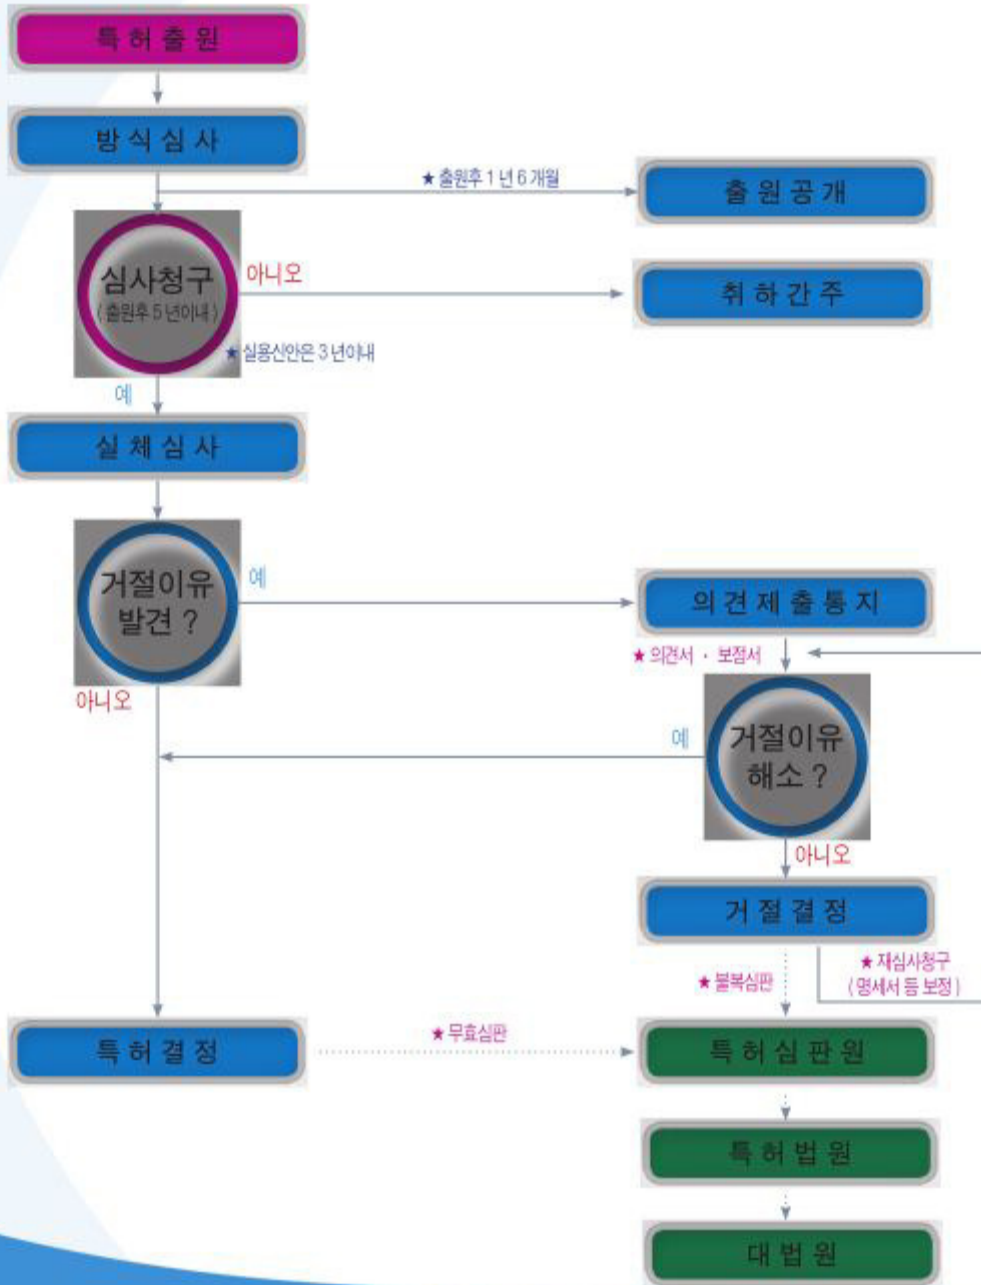 특허출원
방식심사
★ 출원후 1 년 6 개월
출원공개
심사청구
( 출원후 5 년이내 )
아니오
취하간주
★ 실용신안은 3 년이내
예
실체심사
거절이유
발견 ?
예
의견제출통지
★ 의견서 · 보정서
아니오
예
거절이유
해소 ?
아니오
거절결정
★ 불복심판
★ 재심사청구
( 명세서 등 보정 )
특허결정
★ 무효심판
특허심판원
특허법원
대법원